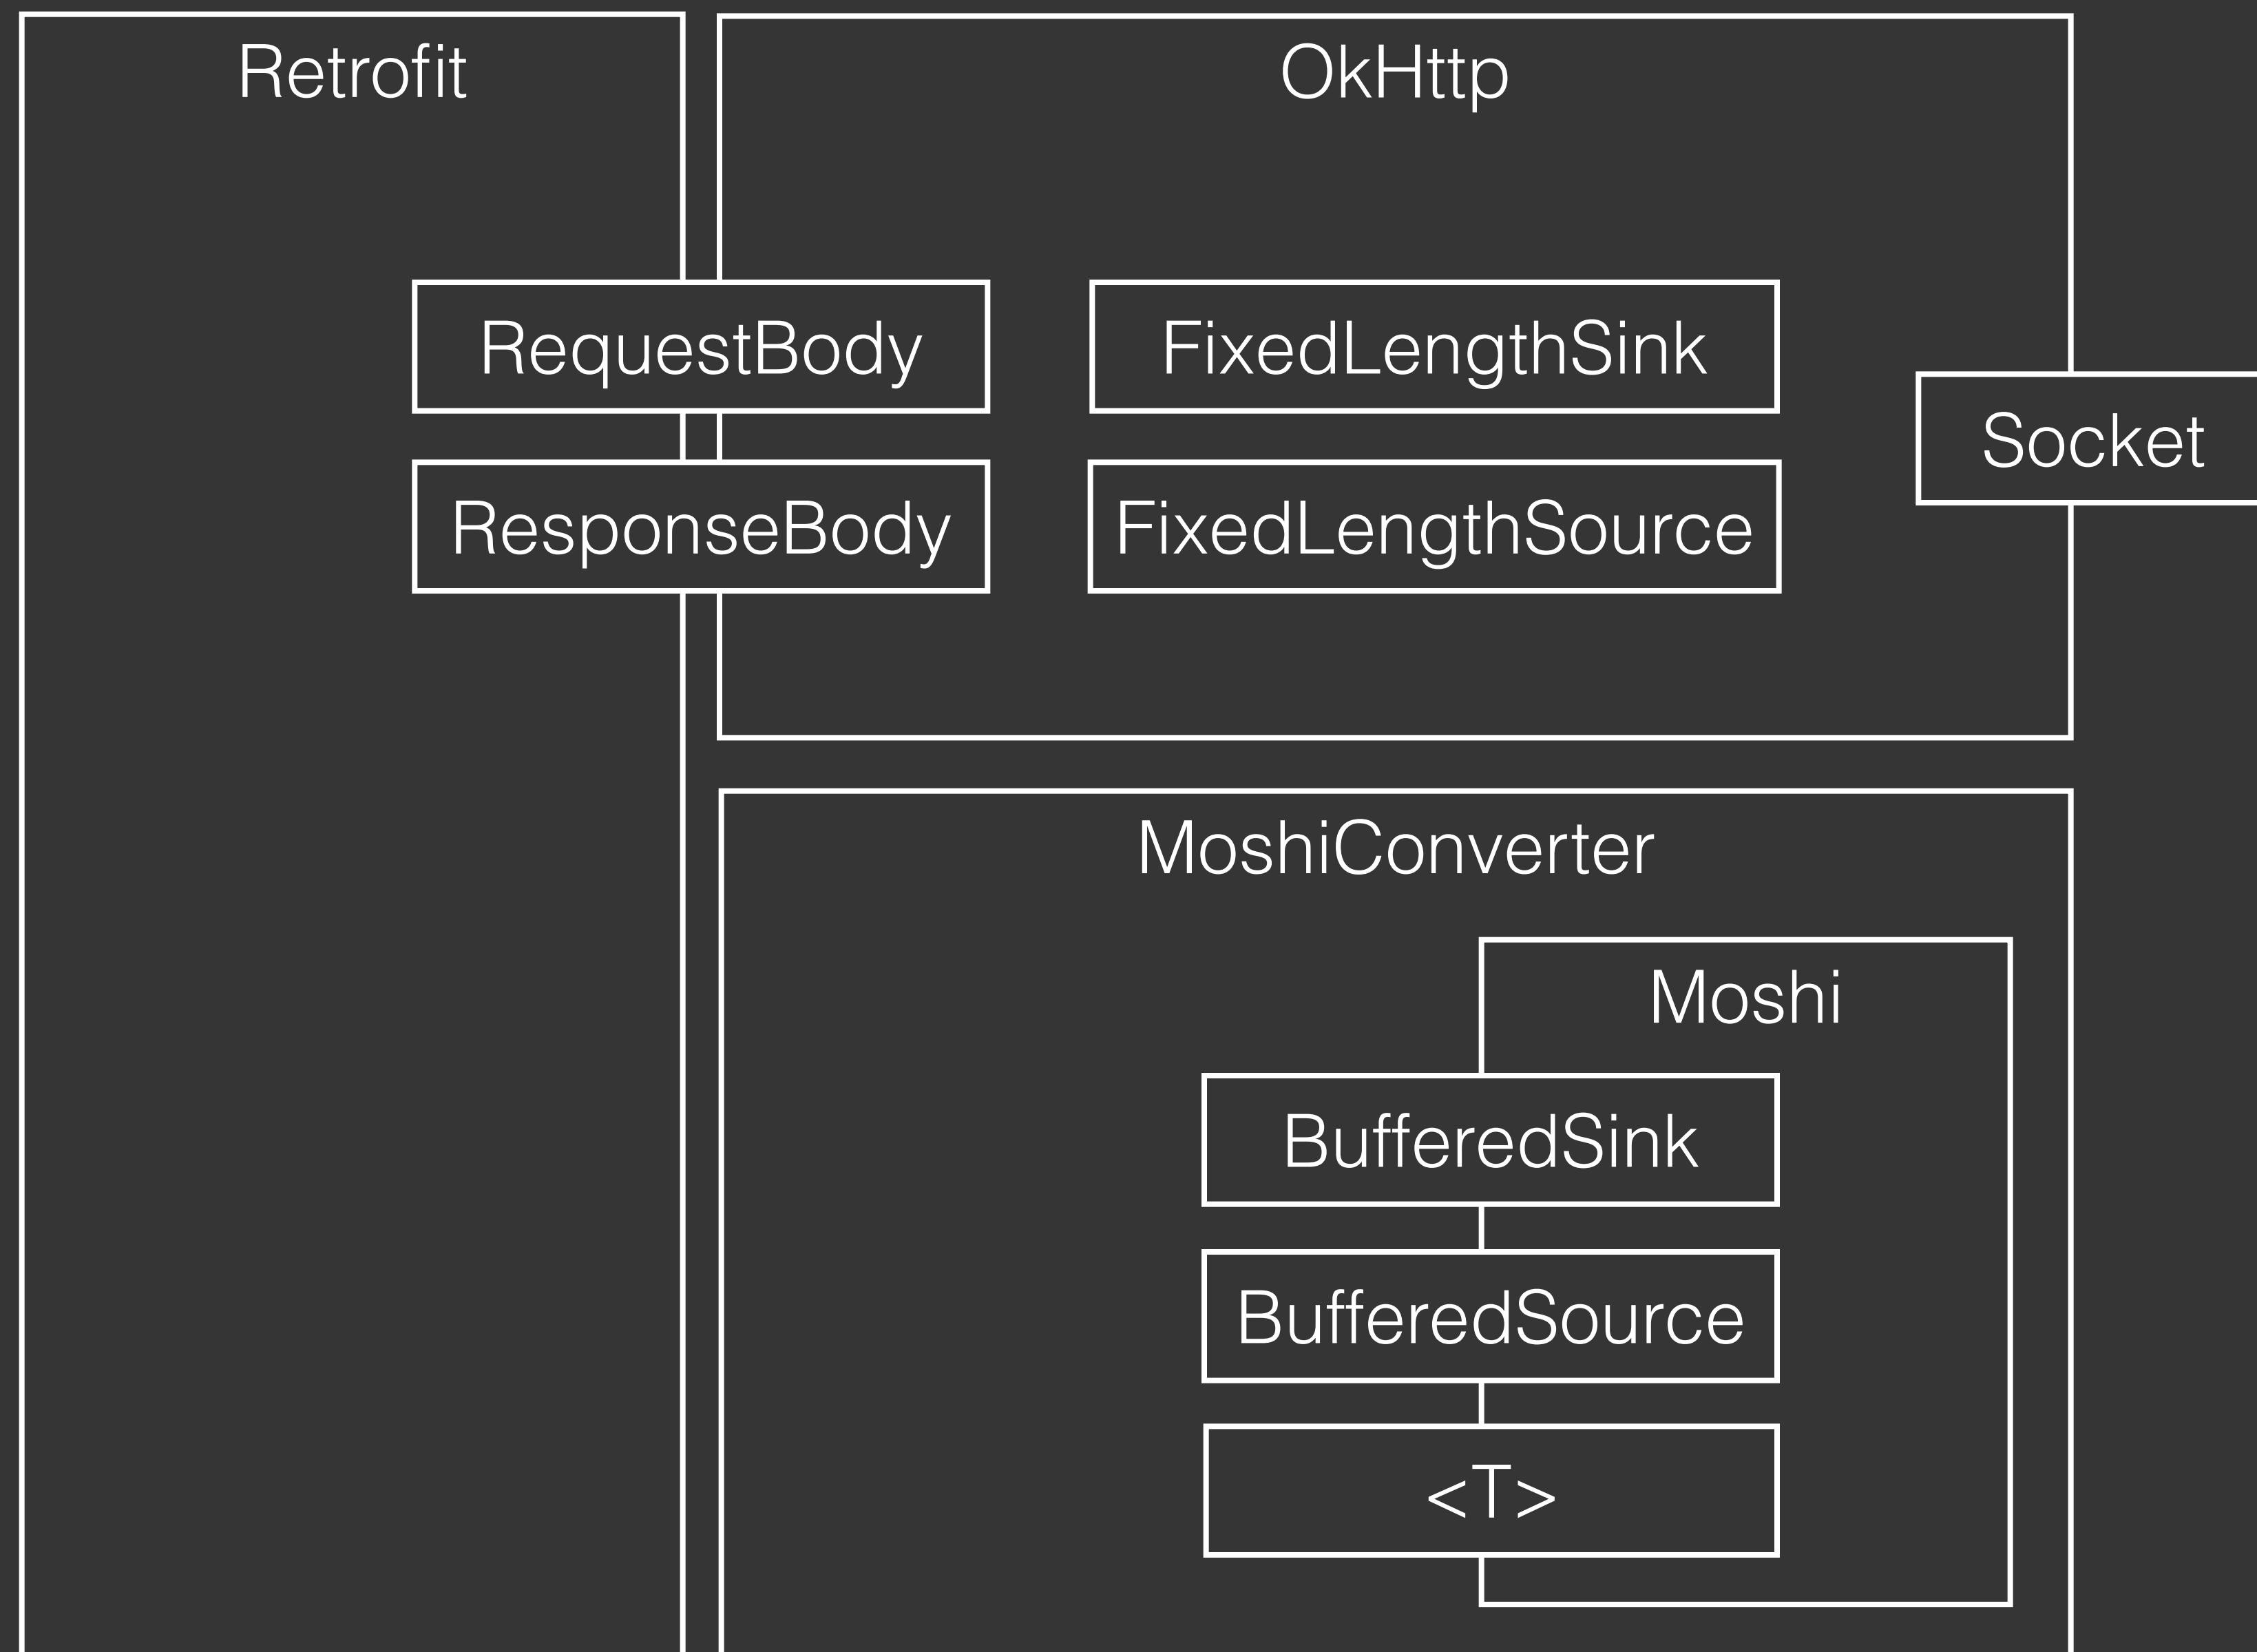 Retrofit
OkHttp
RequestBody
FixedLengthSink
Socket
ResponseBody
FixedLengthSource
MoshiConverter
Moshi
BufferedSink
BufferedSource
<T>